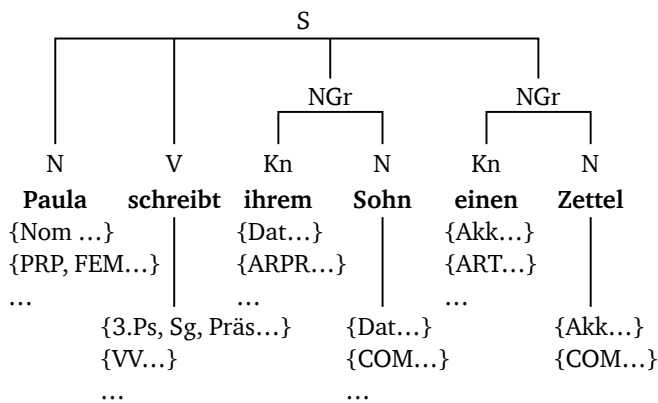 S
NGr NGr
N V Kn N Kn N
Paula schreibt ihrem Sohn einen Zettel
{Nom …} {Dat…} {Akk…}
{PRP, FEM…} {ARPR…} {ART…}
… … …
{3.Ps, Sg, Präs…} {Dat…} {Akk…}
{VV…} {COM…} {COM…}
… …